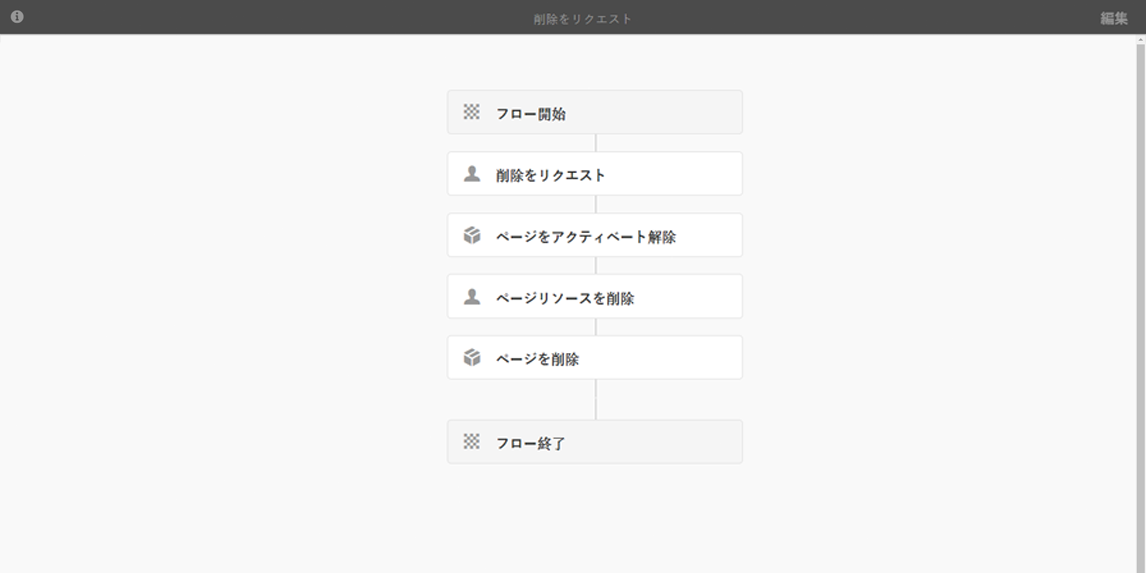 削除をリクエスト
編集
フロー開始
削除をリクエスト
ページをアクティベート解除
ページリソースを削除
ページを削除
フロー終了